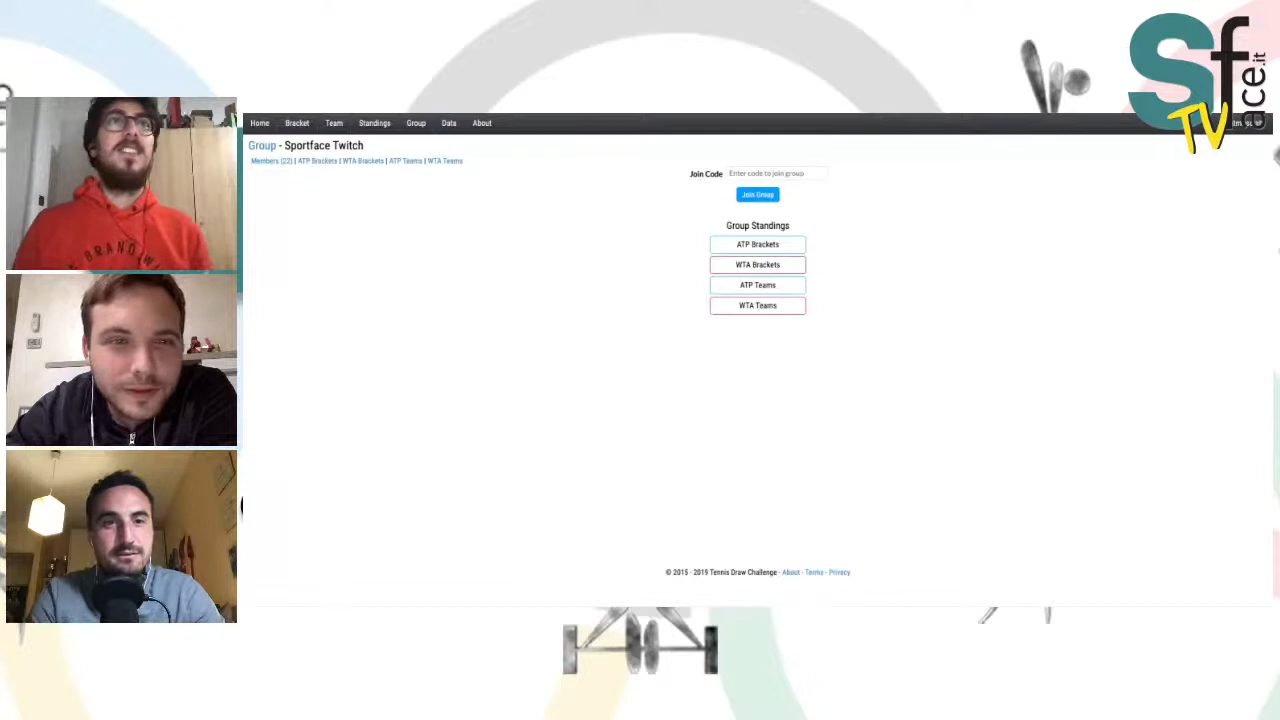 Sf
TV
ace.it
Home Bracket Team Standings Group Data About
Group - Sportface Twitch
Members (22) | ATP Brackets | WTA Brackets | ATP Teams | WTA Teams
Join Code Enter code to join group
Join Group
Group Standings
ATP Brackets
WTA Brackets
ATP Teams
WTA Teams
© 2015 - 2019 Tennis Draw Challenge - About - Terms - Privacy